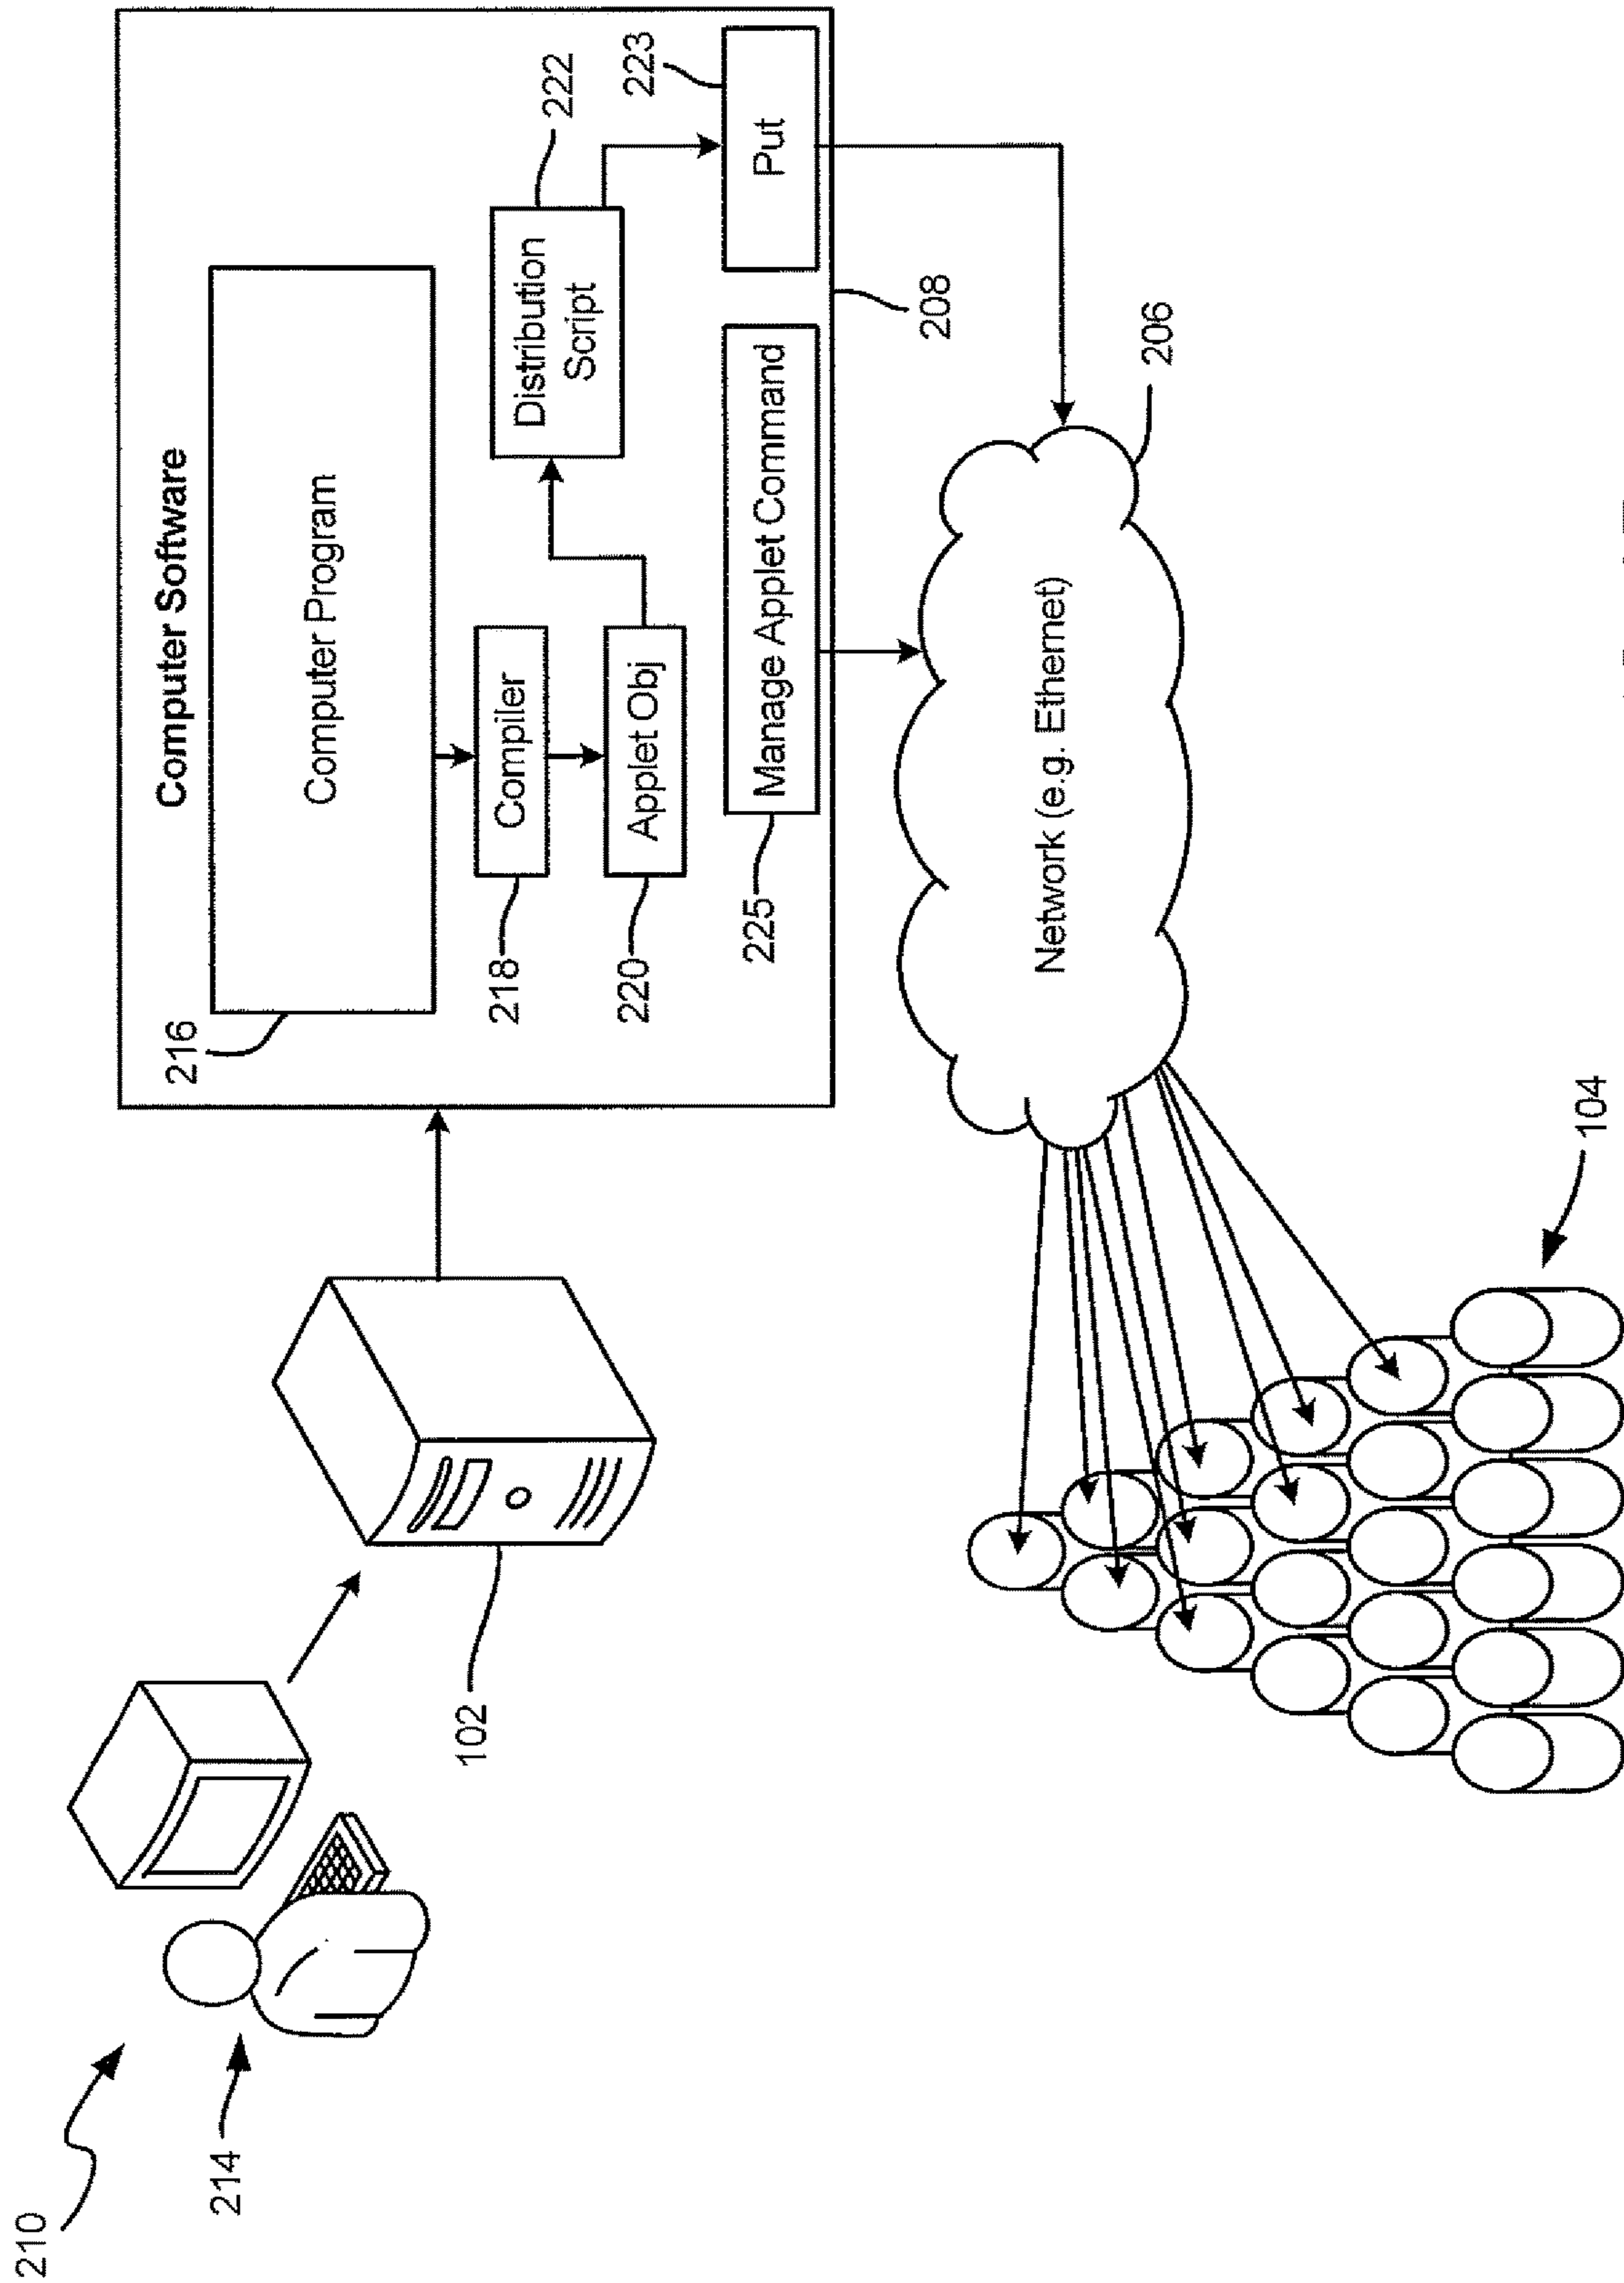 210
214
102
Computer Software
216
Computer Program
218
Compiler
220
Applet Obj
222
Distribution
Script
223
Put
225
Manage Applet Command
208
206
Network (e.g. Ethernet)
104